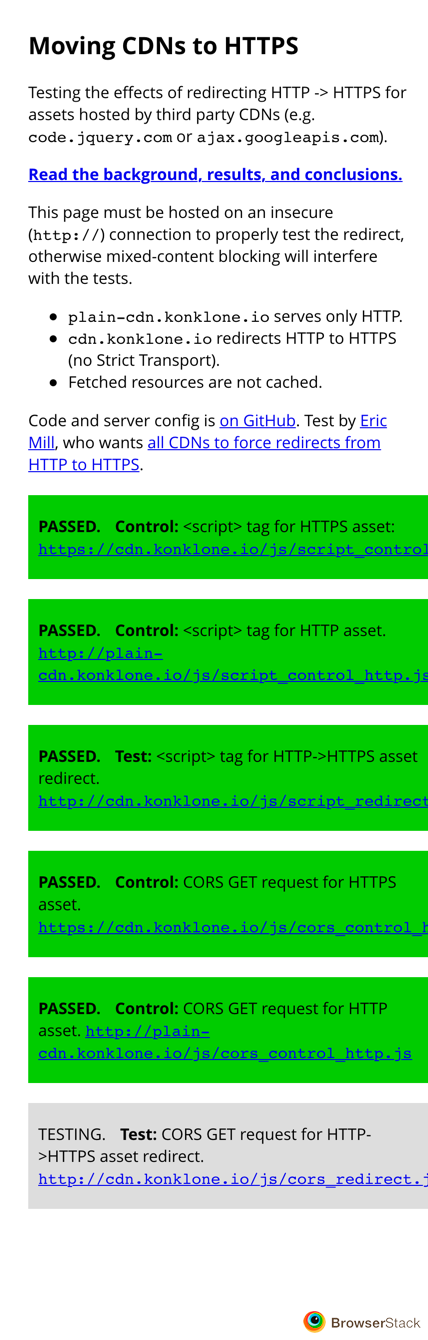 Moving CDNs to HTTPS
Testing the effects of redirecting HTTP -> HTTPS for
assets hosted by third party CDNs (e.g.
code.jquery.com or ajax.googleapis.com).
Read the background, results, and conclusions.
This page must be hosted on an insecure
(http://) connection to properly test the redirect,
otherwise mixed-content blocking will interfere
with the tests.
• plain-cdn.konklone.io serves only HTTP.
• cdn.konklone.io redirects HTTP to HTTPS
(no Strict Transport).
• Fetched resources are not cached.
Code and server config is on GitHub. Test by Eric
Mill, who wants all CDNs to force redirects from
HTTP to HTTPS.
PASSED. Control: <script> tag for HTTPS asset:
https://cdn.konklone.io/js/script_control
PASSED. Control: <script> tag for HTTP asset.
http://plain-
cdn.konklone.io/js/script_control_http.js
PASSED. Test: <script> tag for HTTP->HTTPS asset
redirect.
http://cdn.konklone.io/js/script_redirect
PASSED. Control: CORS GET request for HTTPS
asset.
https://cdn.konklone.io/js/cors_control_h
PASSED. Control: CORS GET request for HTTP
asset. http://plain-
cdn.konklone.io/js/cors_control_http.js
TESTING. Test: CORS GET request for HTTP-
>HTTPS asset redirect.
http://cdn.konklone.io/js/cors_redirect.j
BrowserStack